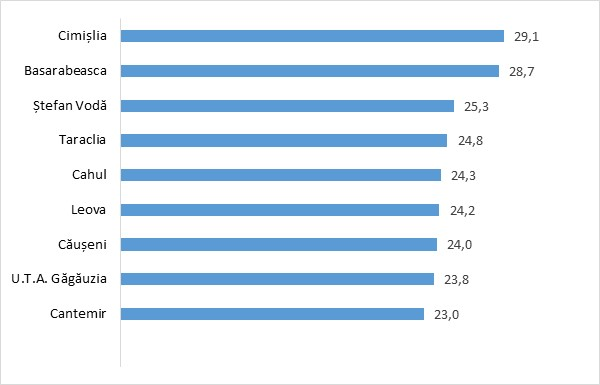 Cimișlia 29,1
Basarabeasca 28,7
Ștefan Vodă 25,3
Taraclia 24,8
Cahul 24,3
Leova 24,2
Căușeni 24,0
U.T.A. Găgăuzia 23,8
Cantemir 23,0